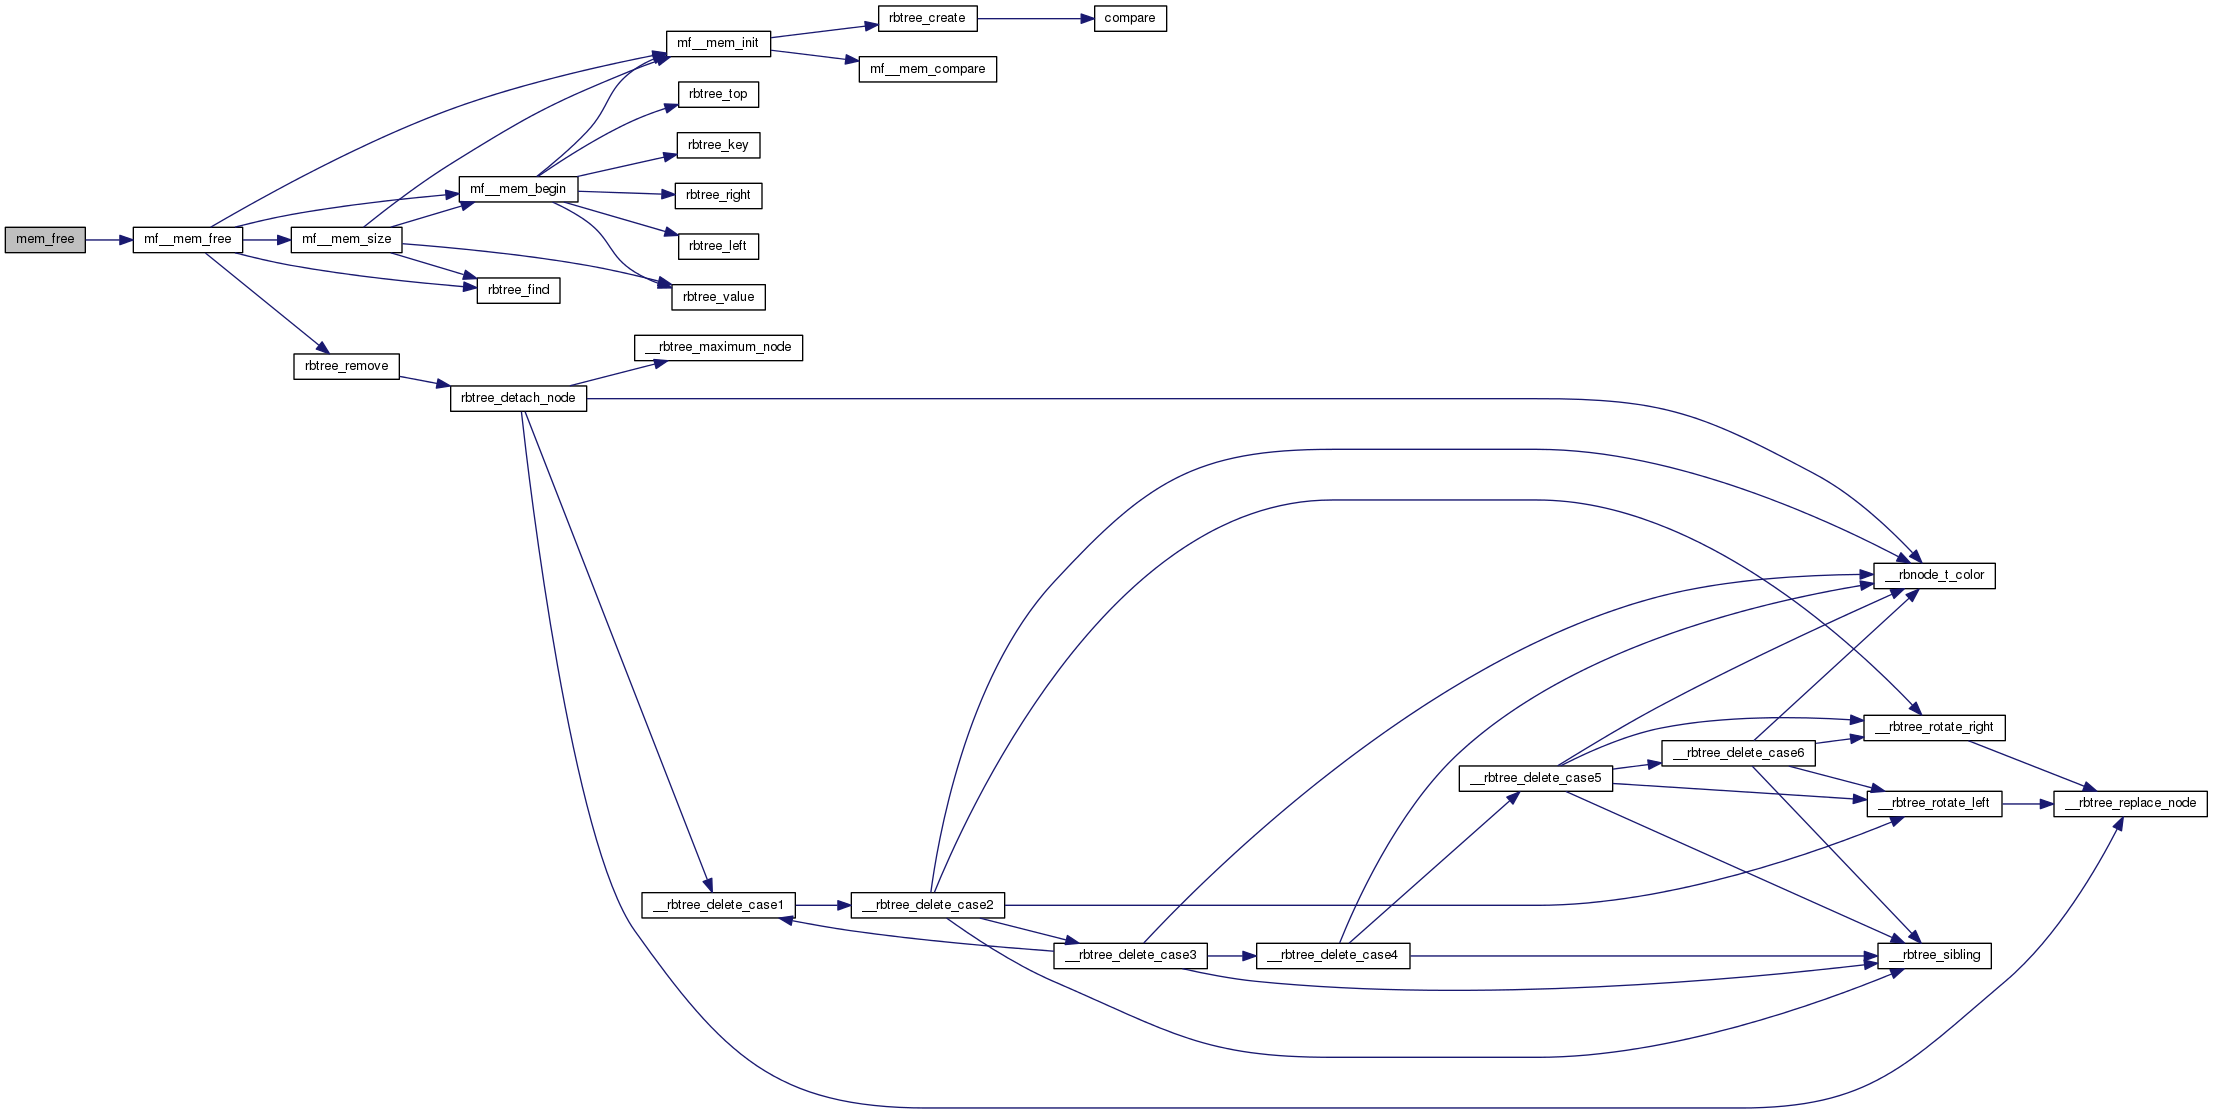 rbtree_create
compare
mf__mem_init
mf__mem_compare
rbtree_top
rbtree_key
mf__mem_begin
rbtree_right
mem_free
mf__mem_free
mf__mem_size
rbtree_left
rbtree_find
rbtree_value
__rbtree_maximum_node
rbtree_remove
rbtree_detach_node
__rbnode_t_color
__rbtree_rotate_right
__rbtree_delete_case6
__rbtree_delete_case5
__rbtree_rotate_left
__rbtree_replace_node
__rbtree_delete_case1
__rbtree_delete_case2
__rbtree_delete_case3
__rbtree_delete_case4
__rbtree_sibling